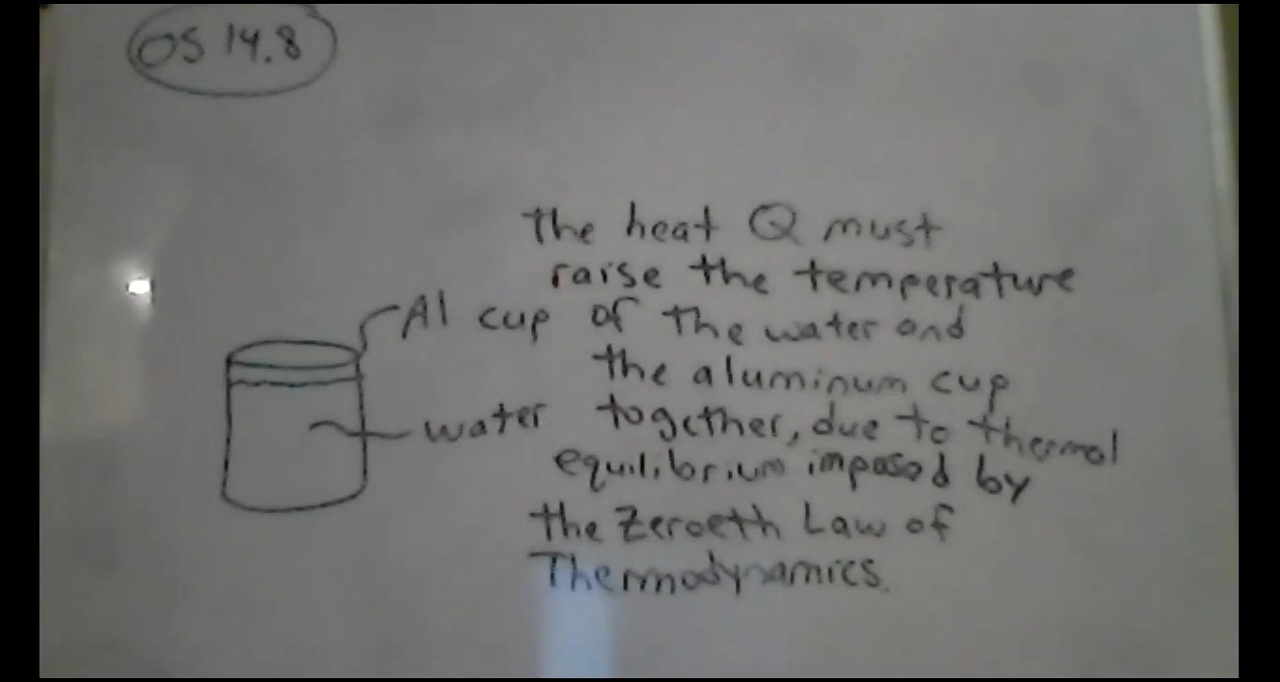 OS 14.8
the heat Q must
raise the temperature
Al cup
of the water and
the aluminum cup
water
together, due to thermal
equilibrium imposed by
the Zeroeth Law of
Thermodynamics.